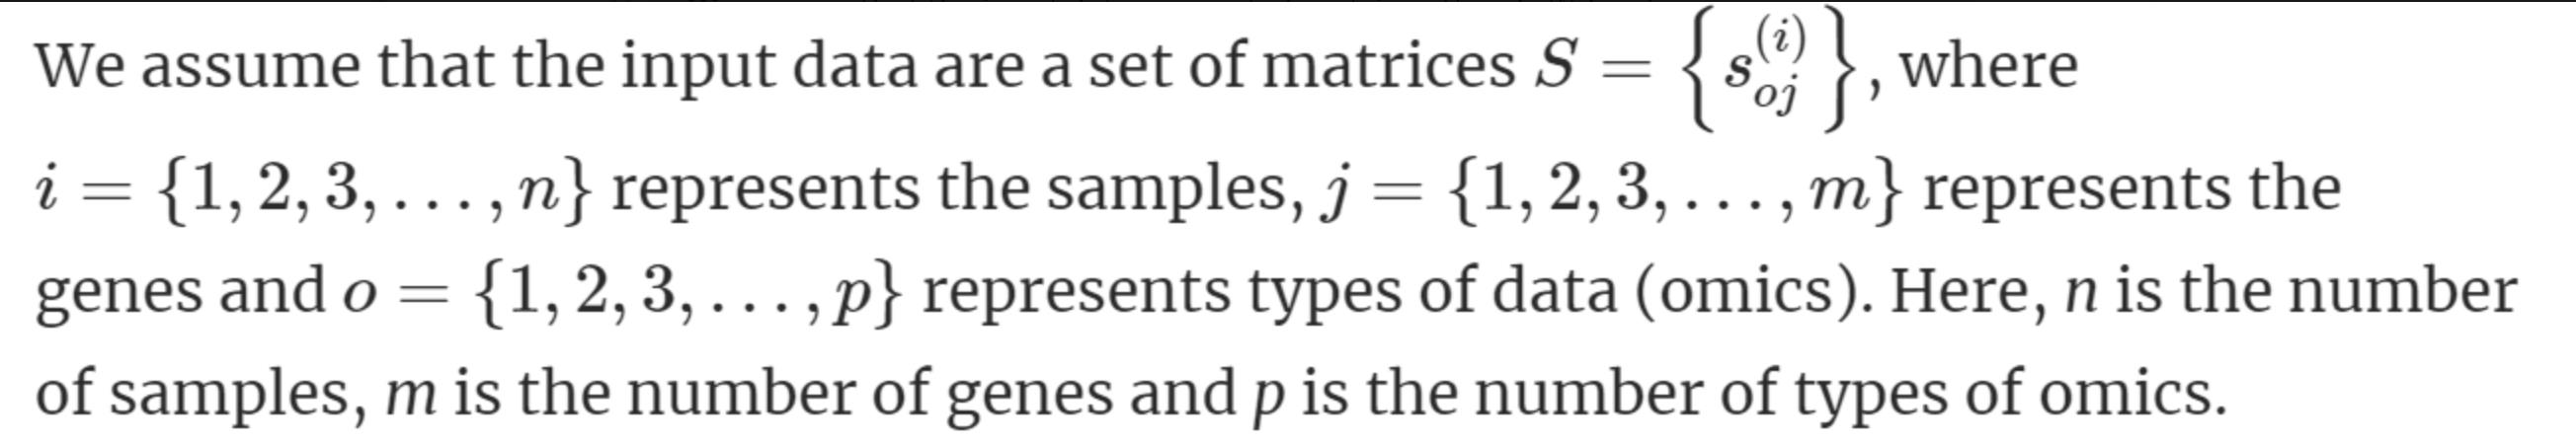 We assume that the input data are a set of matrices $S = \left\{ s_{oj}^{(i)} \right\}$, where
$i = \{1, 2, 3, \ldots, n\}$ represents the samples, $j = \{1, 2, 3, \ldots, m\}$ represents the
genes and $o = \{1, 2, 3, \ldots, p\}$ represents types of data (omics). Here, $n$ is the number
of samples, $m$ is the number of genes and $p$ is the number of types of omics.